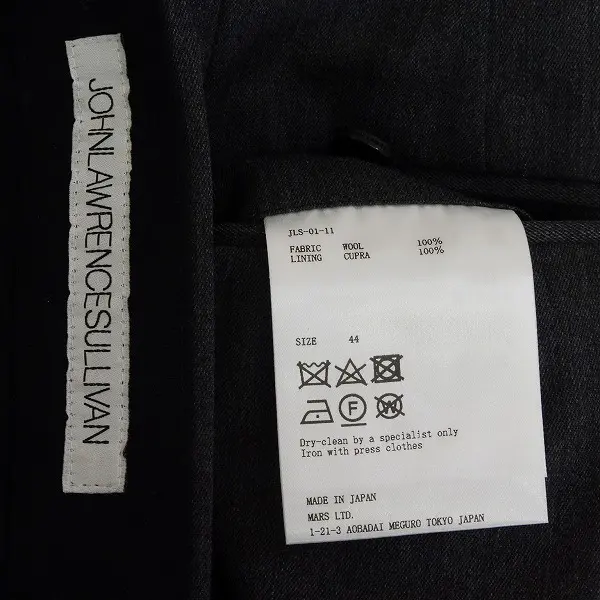 JOHNLAWRENCESULLIVAN
JLS-01-11
FABRIC WOOL 100%
LINING CUPRA 100%
SIZE 44
F W
Dry-clean by a specialist only
Iron with press clothes
MADE IN JAPAN
MARS LTD.
1-21-3 AOBADAI MEGURO TOKYO JAPAN